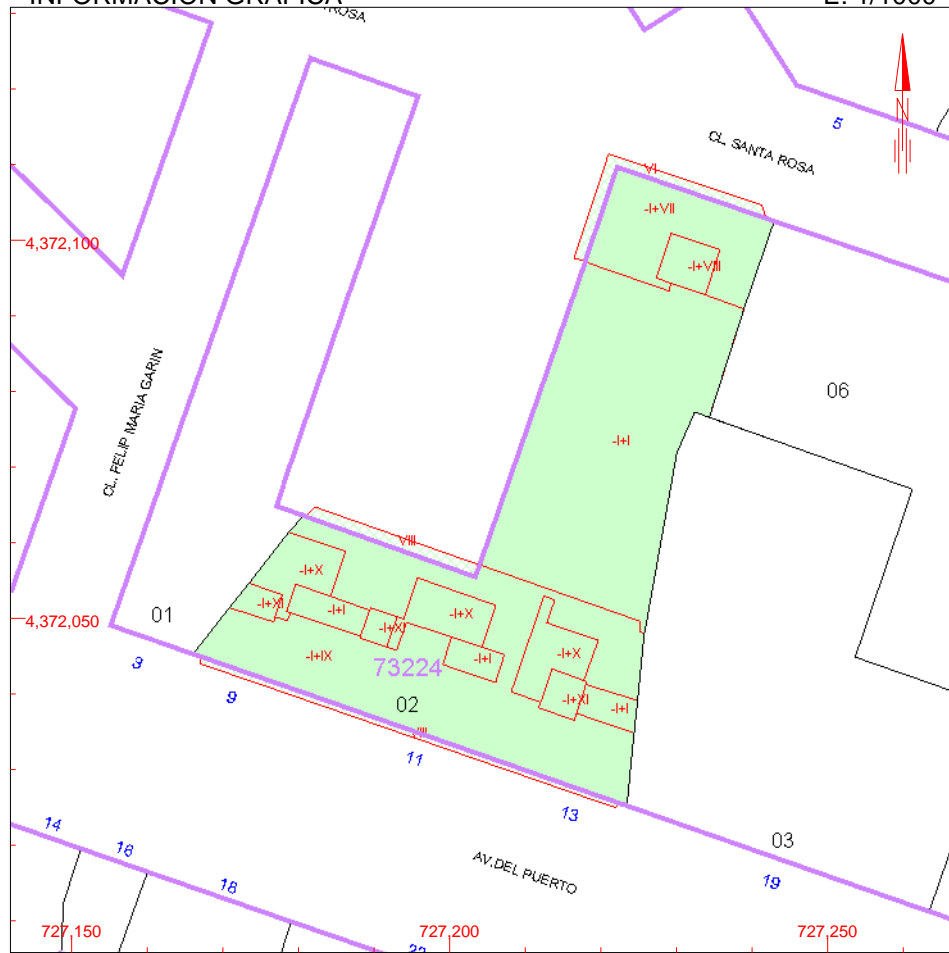 INFORMACIÓN GRÁFICA E: 1/1000
ROSA
5
CL. SANTA ROSA
N
VI
-I+VII
-I+VIII
4,372,100
CL. FELIP MARIA GARIN
06
-I+I
VIII
-I+X
-I+XI
-I+I
-I+XI
-I+X
-I+I
-I+X
-I+XI
-I+I
4,372,050
01
-I+IX
73224
3
9
02
VIII
11
13
03
14
16
18
22
AV.DEL PUERTO
19
727,150
727,200
727,250